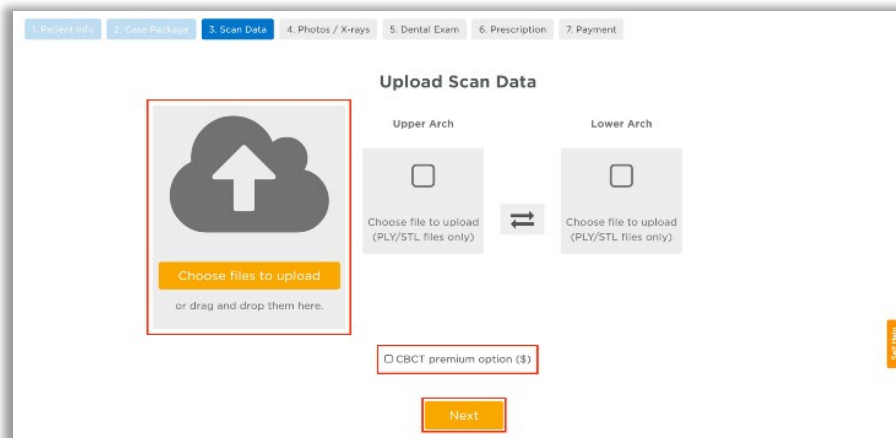 1. Patient Info 2. Case Package 3. Scan Data 4. Photos / X-rays 5. Dental Exam 6. Prescription 7. Payment
Upload Scan Data
Upper Arch
Lower Arch
Choose file to upload
(PLY/STL files only)
Choose file to upload
(PLY/STL files only)
Choose files to upload
or drag and drop them here.
CBCT premium option ($)
Next
Self Help